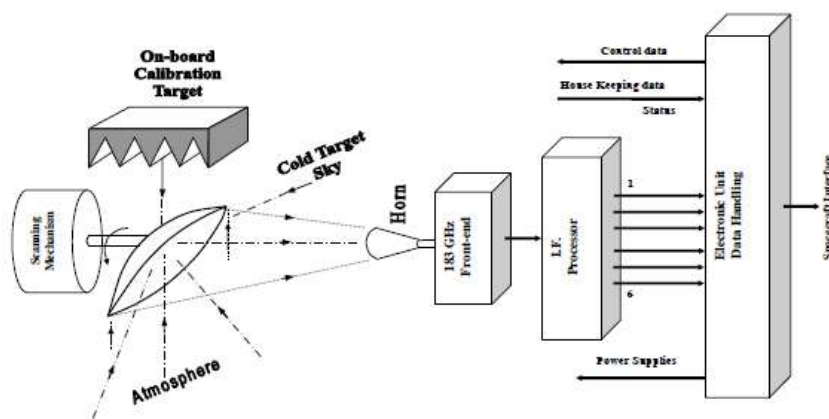 On-board
Calibration
Target
Cold Target
Sky
Scanning
Mechanism
Horn
183 GHz
Front-end
I.F.
Processor
1
6
Control data
House Keeping data
Status
Electronic Unit
Data Handling
Power Supplies
Spacecraft Interface
Atmosphere